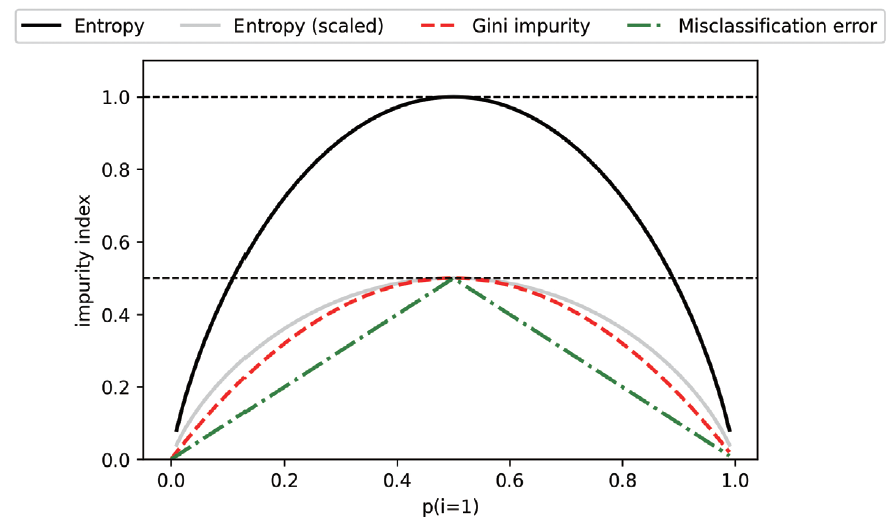 Entropy Entropy (scaled) Gini impurity Misclassification error
1.0
0.8
0.6
0.4
0.2
0.0
impurity index
0.0 0.2 0.4 0.6 0.8 1.0
p(i=1)